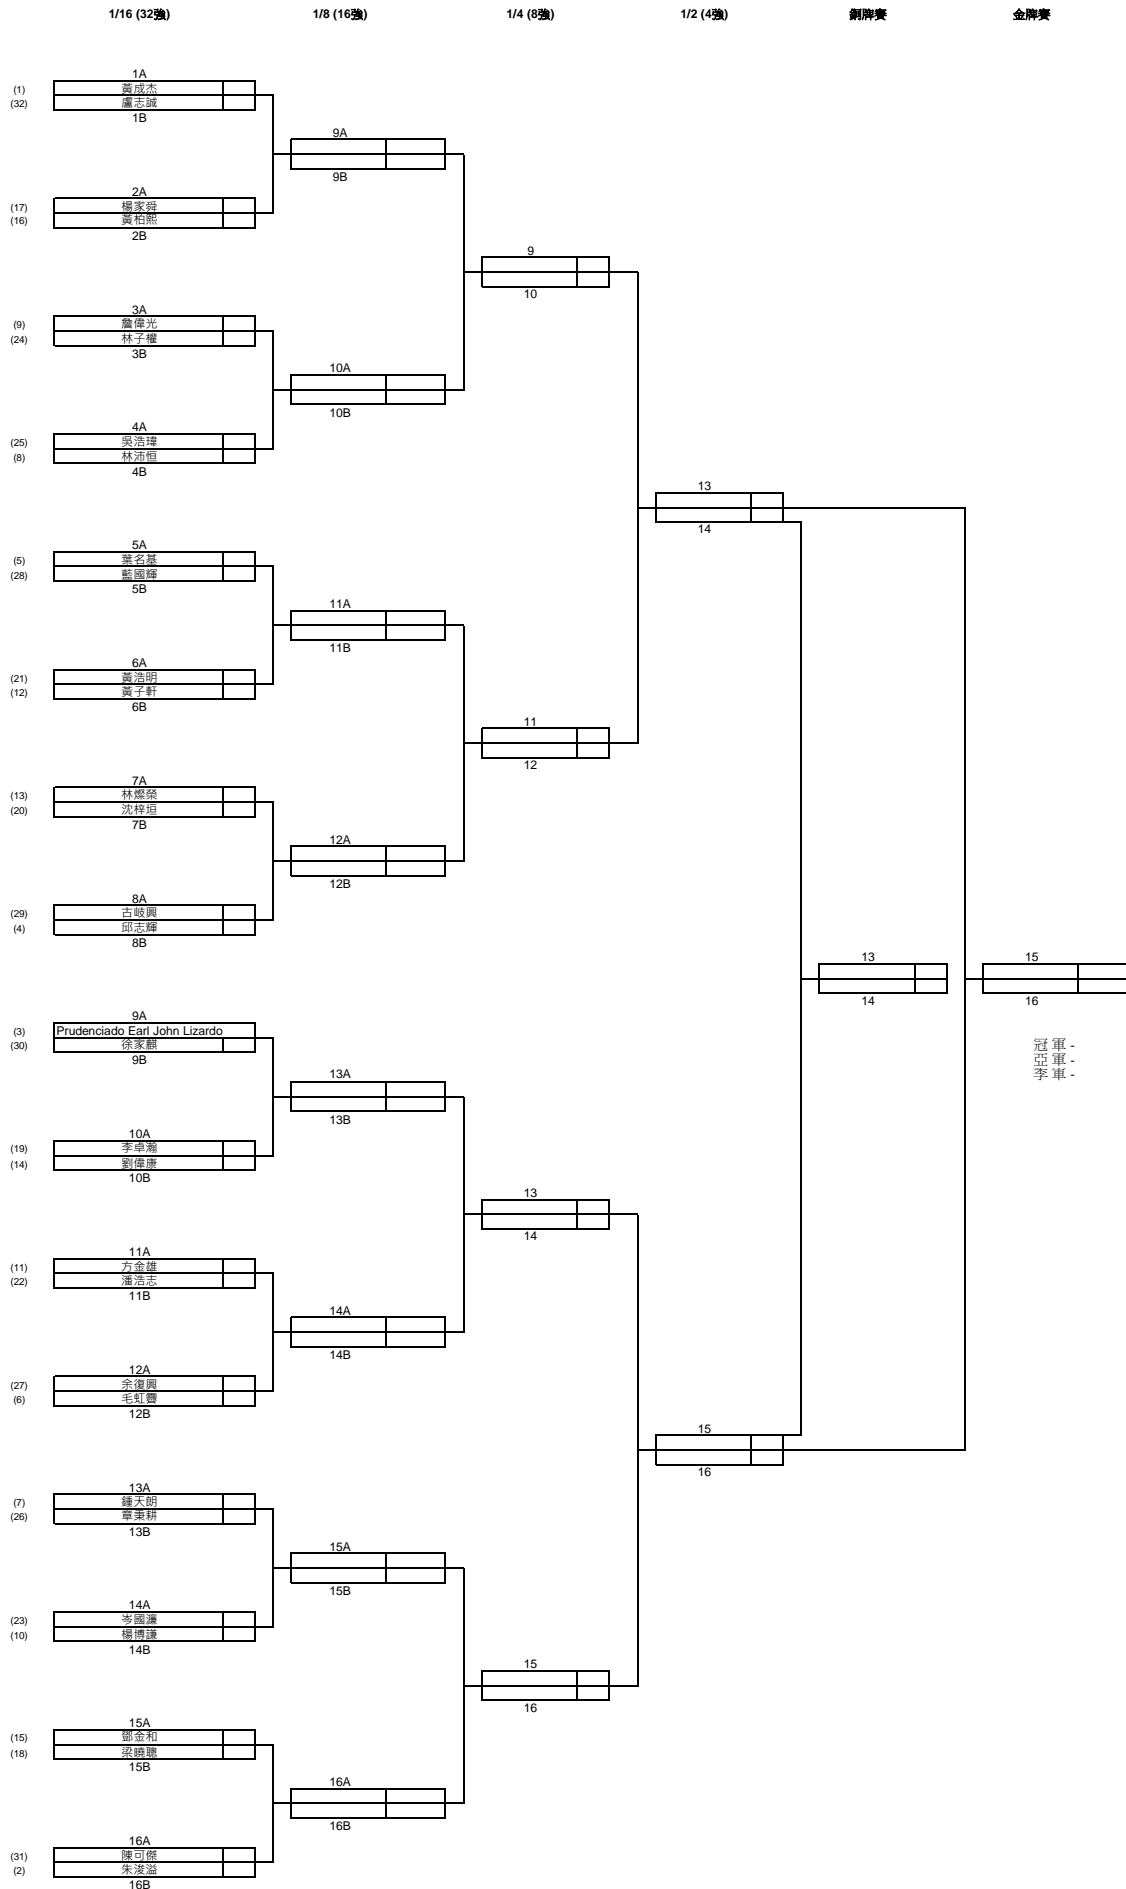 1/16 (32強) 1/8 (16強) 1/4 (8強) 1/2 (4強) 銅牌賽 金牌賽
1A
(1) 黃成杰
(32) 盧志誠
1B
9A
9B
2A
(17) 楊家舜
(16) 黃柏熙
2B
9
10
3A
(9) 詹偉光
(24) 林子權
3B
10A
10B
4A
(25) 吳浩瑋
(8) 林沛恒
4B
13
14
5A
(5) 葉名基
(28) 藍國輝
5B
11A
11B
6A
(21) 黃浩明
(12) 黃子軒
6B
11
12
7A
(13) 林燦榮
(20) 沈梓垣
7B
12A
12B
8A
(29) 古岐興
(4) 邱志輝
8B
13
14
15
16
9A
(3) Prudenciado Earl John Lizardo
(30) 徐家麒
9B
冠 軍 -
亞 軍 -
季 軍 -
13A
13B
10A
(19) 李卓瀚
(14) 劉偉康
10B
13
14
11A
(11) 方金雄
(22) 潘浩志
11B
14A
14B
12A
(27) 余復興
(6) 毛虹霽
12B
15
16
13A
(7) 鍾天朗
(26) 章秉耕
13B
15A
15B
14A
(23) 岑國濂
(10) 楊博謙
14B
15
16
15A
(15) 鄧金和
(18) 梁曉聰
15B
16A
16B
16A
(31) 陳可傑
(2) 朱浚溢
16B